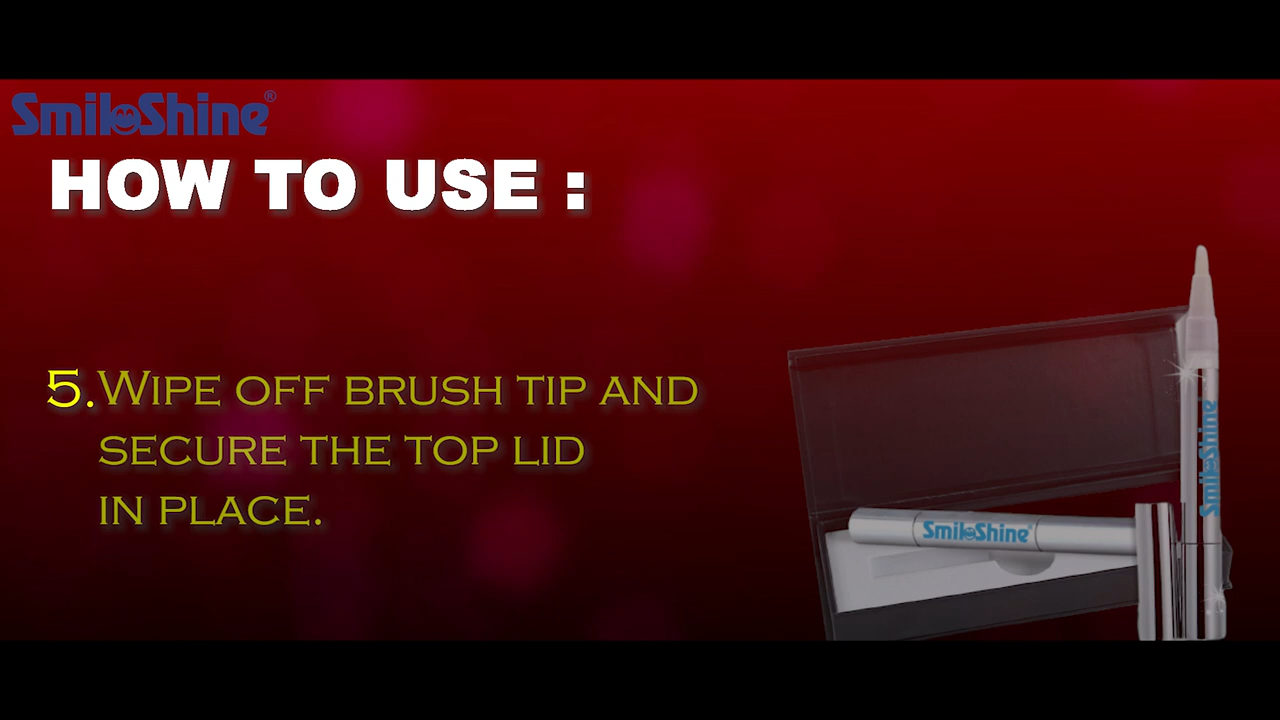 SmileShine®
HOW TO USE :
5. WIPE OFF BRUSH TIP AND
SECURE THE TOP LID
IN PLACE.
SmileShine
SmileShine®